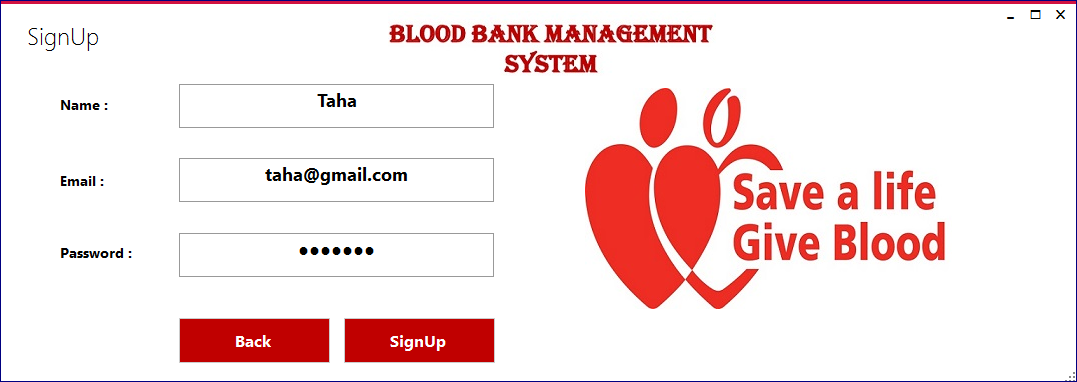 SignUp
BLOOD BANK MANAGEMENT
SYSTEM
Name :
Taha
Email :
taha@gmail.com
Password :
•••••••
Save a life
Give Blood
Back
SignUp